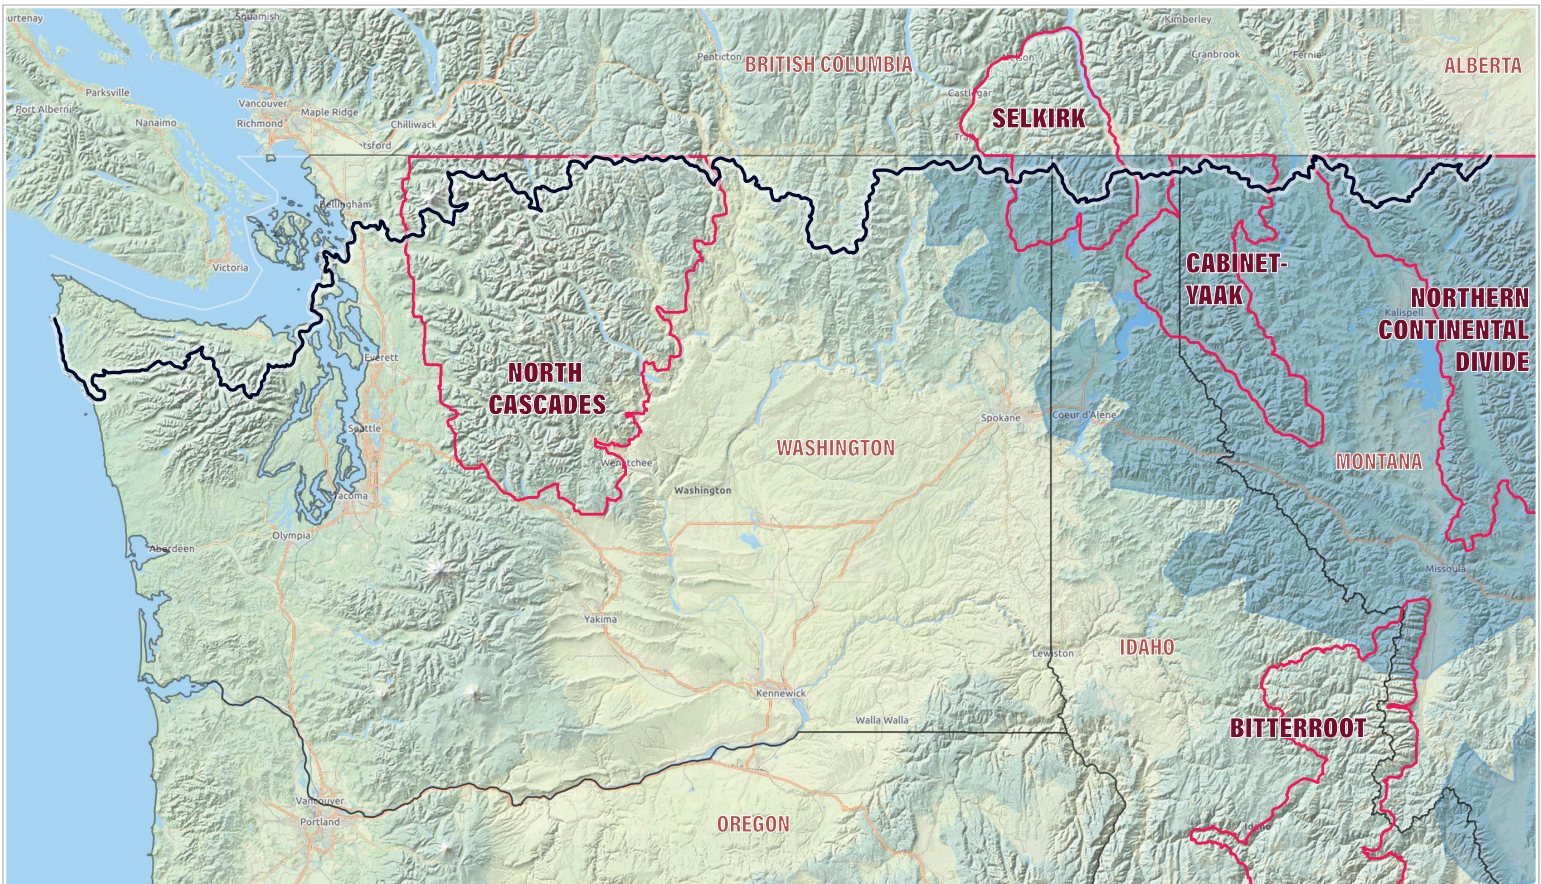 Squamish
Kimberley
Penticton
BRITISH COLUMBIA
Cranbrook
Fernie
ALBERTA
Parksville
Castlegar
Port Alberni
Vancouver
Maple Ridge
Nanaimo
Richmond
Chilliwack
SELKIRK
Bellingham
Victoria
CABINET-
YAAK
NORTHERN
CONTINENTAL
DIVIDE
Kalispell
Everett
NORTH
CASCADES
Seattle
Spokane
Coeur d'Alene
WASHINGTON
MONTANA
Wenatchee
Washington
Tacoma
Olympia
Aberdeen
Missoula
Yakima
IDAHO
Lewiston
Kennewick
Walla Walla
BITTERROOT
Vancouver
Portland
OREGON
Idaho